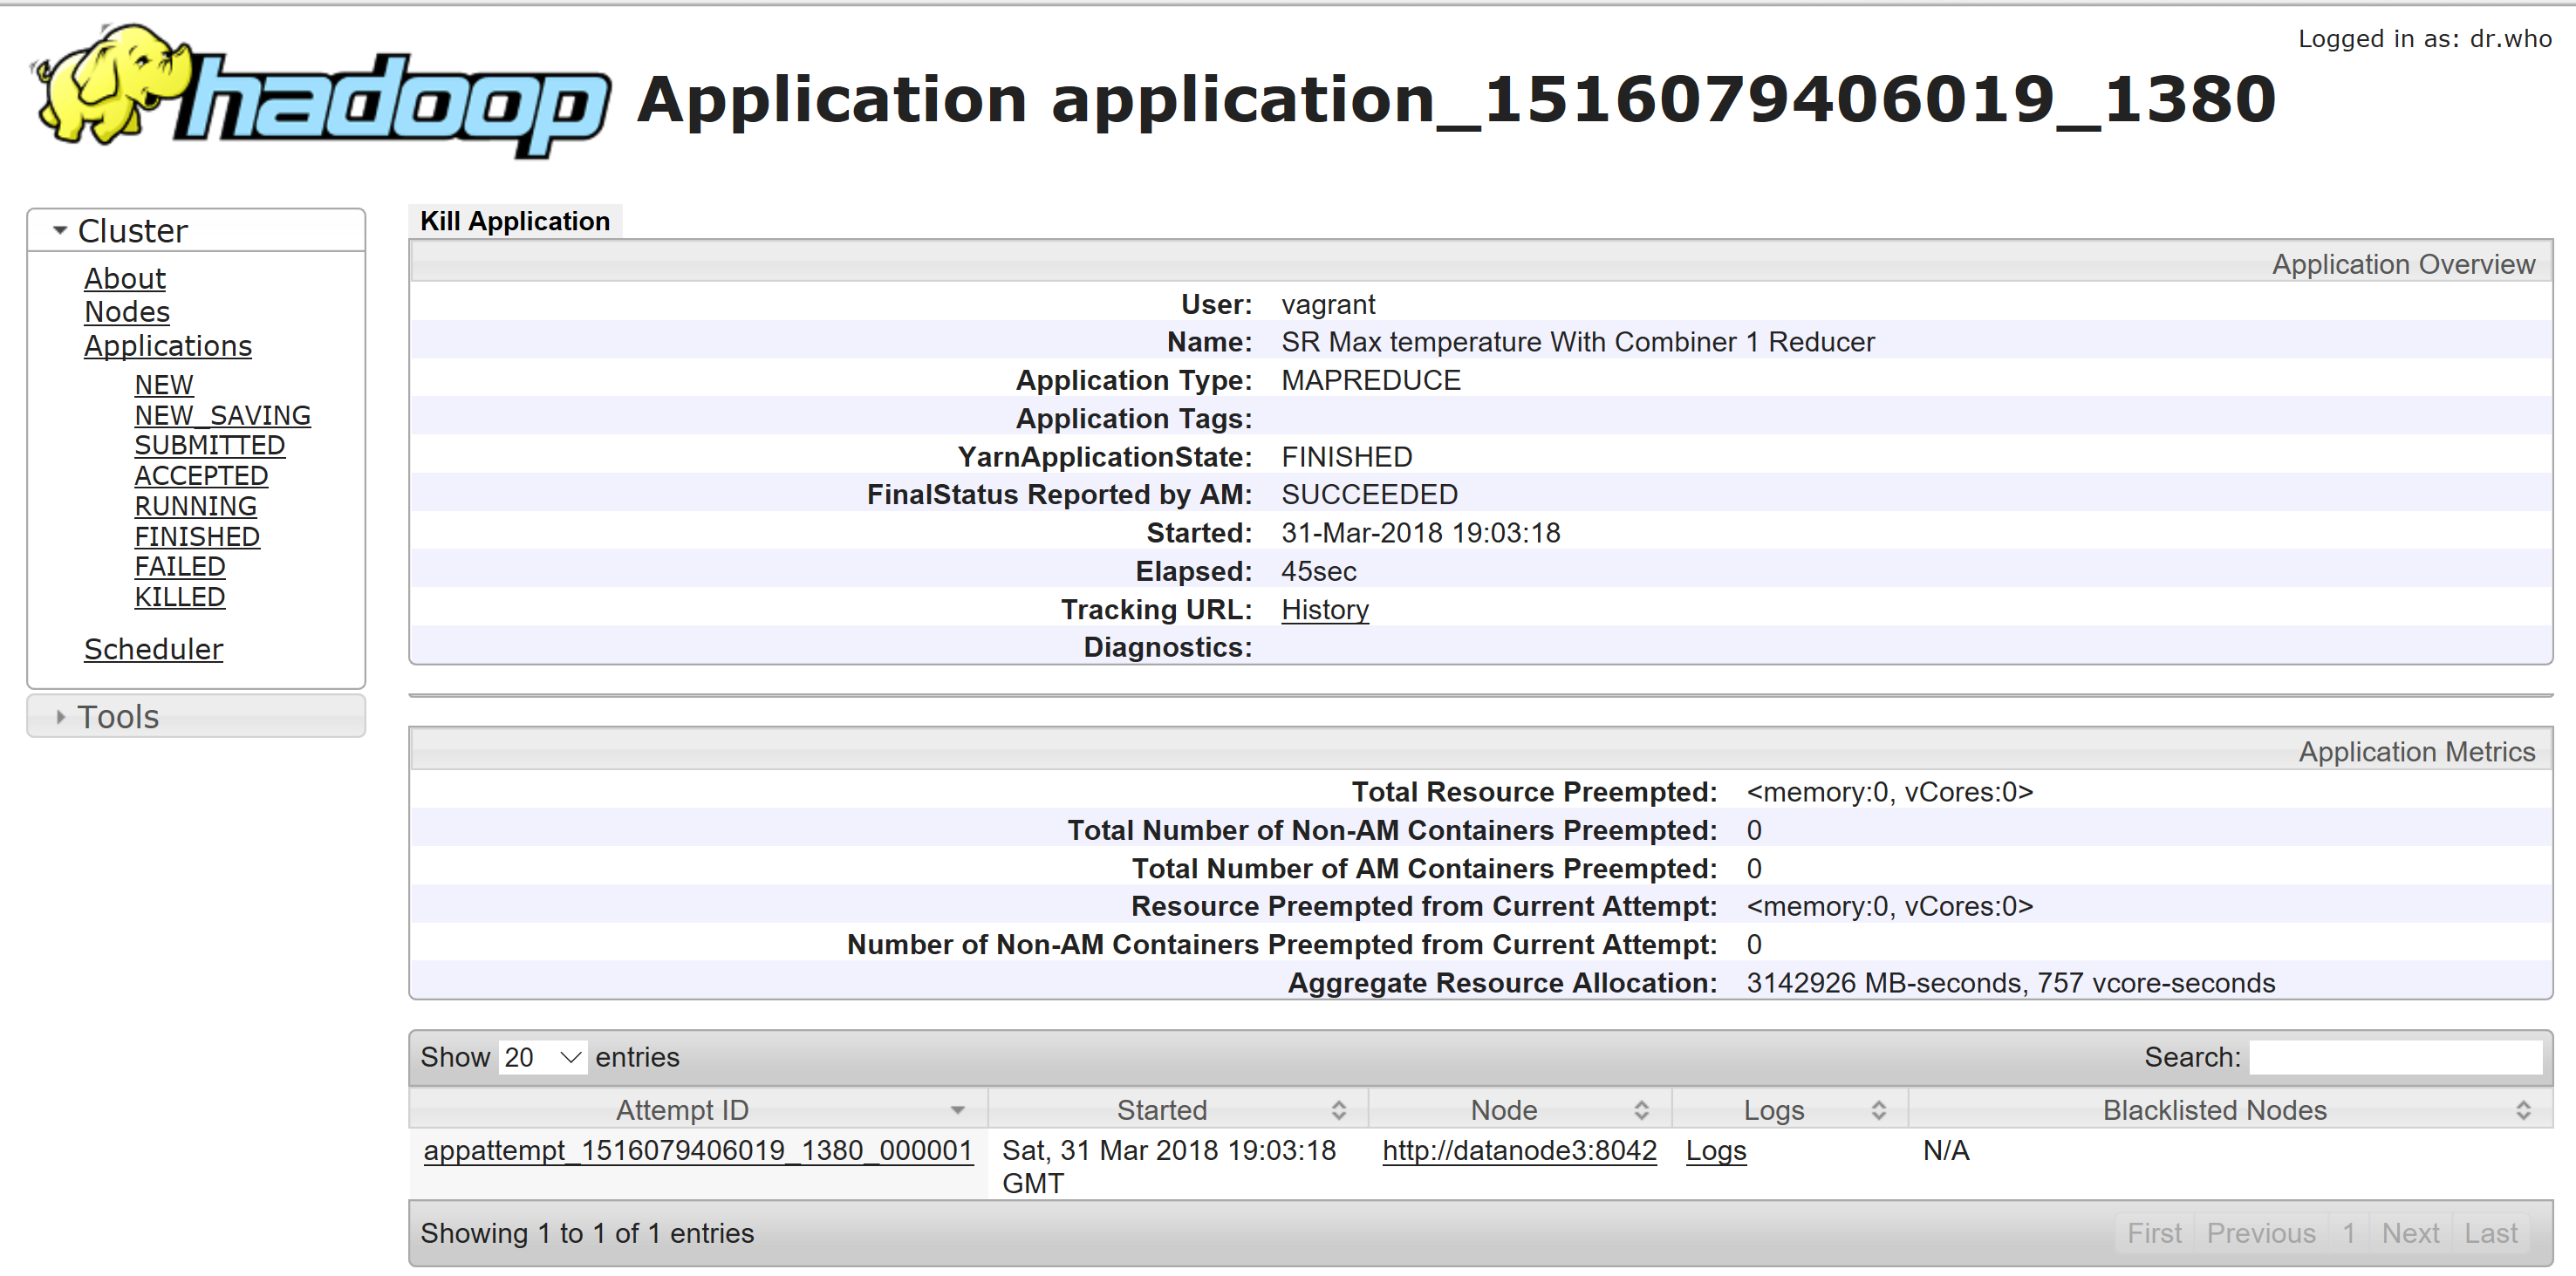 Logged in as: dr.who
hadoop
Application application_1516079406019_1380
Cluster
About
Nodes
Applications
NEW
NEW_SAVING
SUBMITTED
ACCEPTED
RUNNING
FINISHED
FAILED
KILLED
Scheduler
Tools
Kill Application
Application Overview
User: vagrant
Name: SR Max temperature With Combiner 1 Reducer
Application Type: MAPREDUCE
Application Tags:
YarnApplicationState: FINISHED
FinalStatus Reported by AM: SUCCEEDED
Started: 31-Mar-2018 19:03:18
Elapsed: 45sec
Tracking URL: History
Diagnostics:
Application Metrics
Total Resource Preempted: <memory:0, vCores:0>
Total Number of Non-AM Containers Preempted: 0
Total Number of AM Containers Preempted: 0
Resource Preempted from Current Attempt: <memory:0, vCores:0>
Number of Non-AM Containers Preempted from Current Attempt: 0
Aggregate Resource Allocation: 3142926 MB-seconds, 757 vcore-seconds
Show 20 entries Search:
Attempt ID Started Node Logs Blacklisted Nodes
appattempt_1516079406019_1380_000001 Sat, 31 Mar 2018 19:03:18 http://datanode3:8042 Logs N/A
GMT
Showing 1 to 1 of 1 entries First Previous 1 Next Last